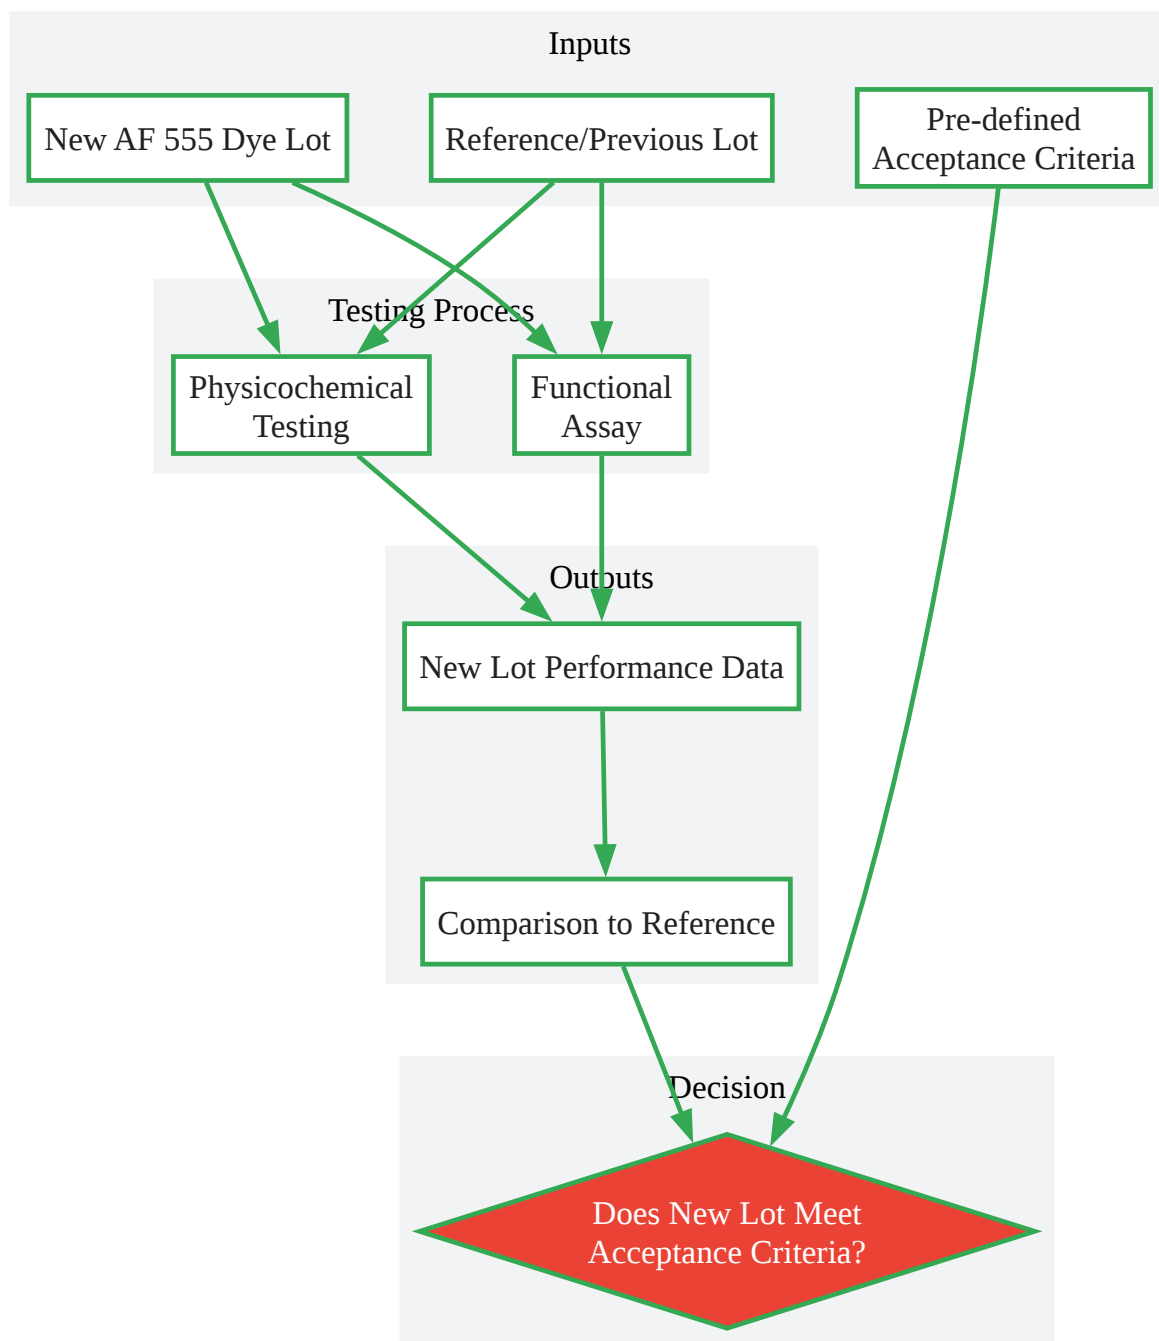 Inputs
New AF 555 Dye Lot
Reference/Previous Lot
Pre-defined
Acceptance Criteria
Testing Process
Physicochemical
Testing
Functional
Assay
Outputs
New Lot Performance Data
Comparison to Reference
Decision
Does New Lot Meet
Acceptance Criteria?